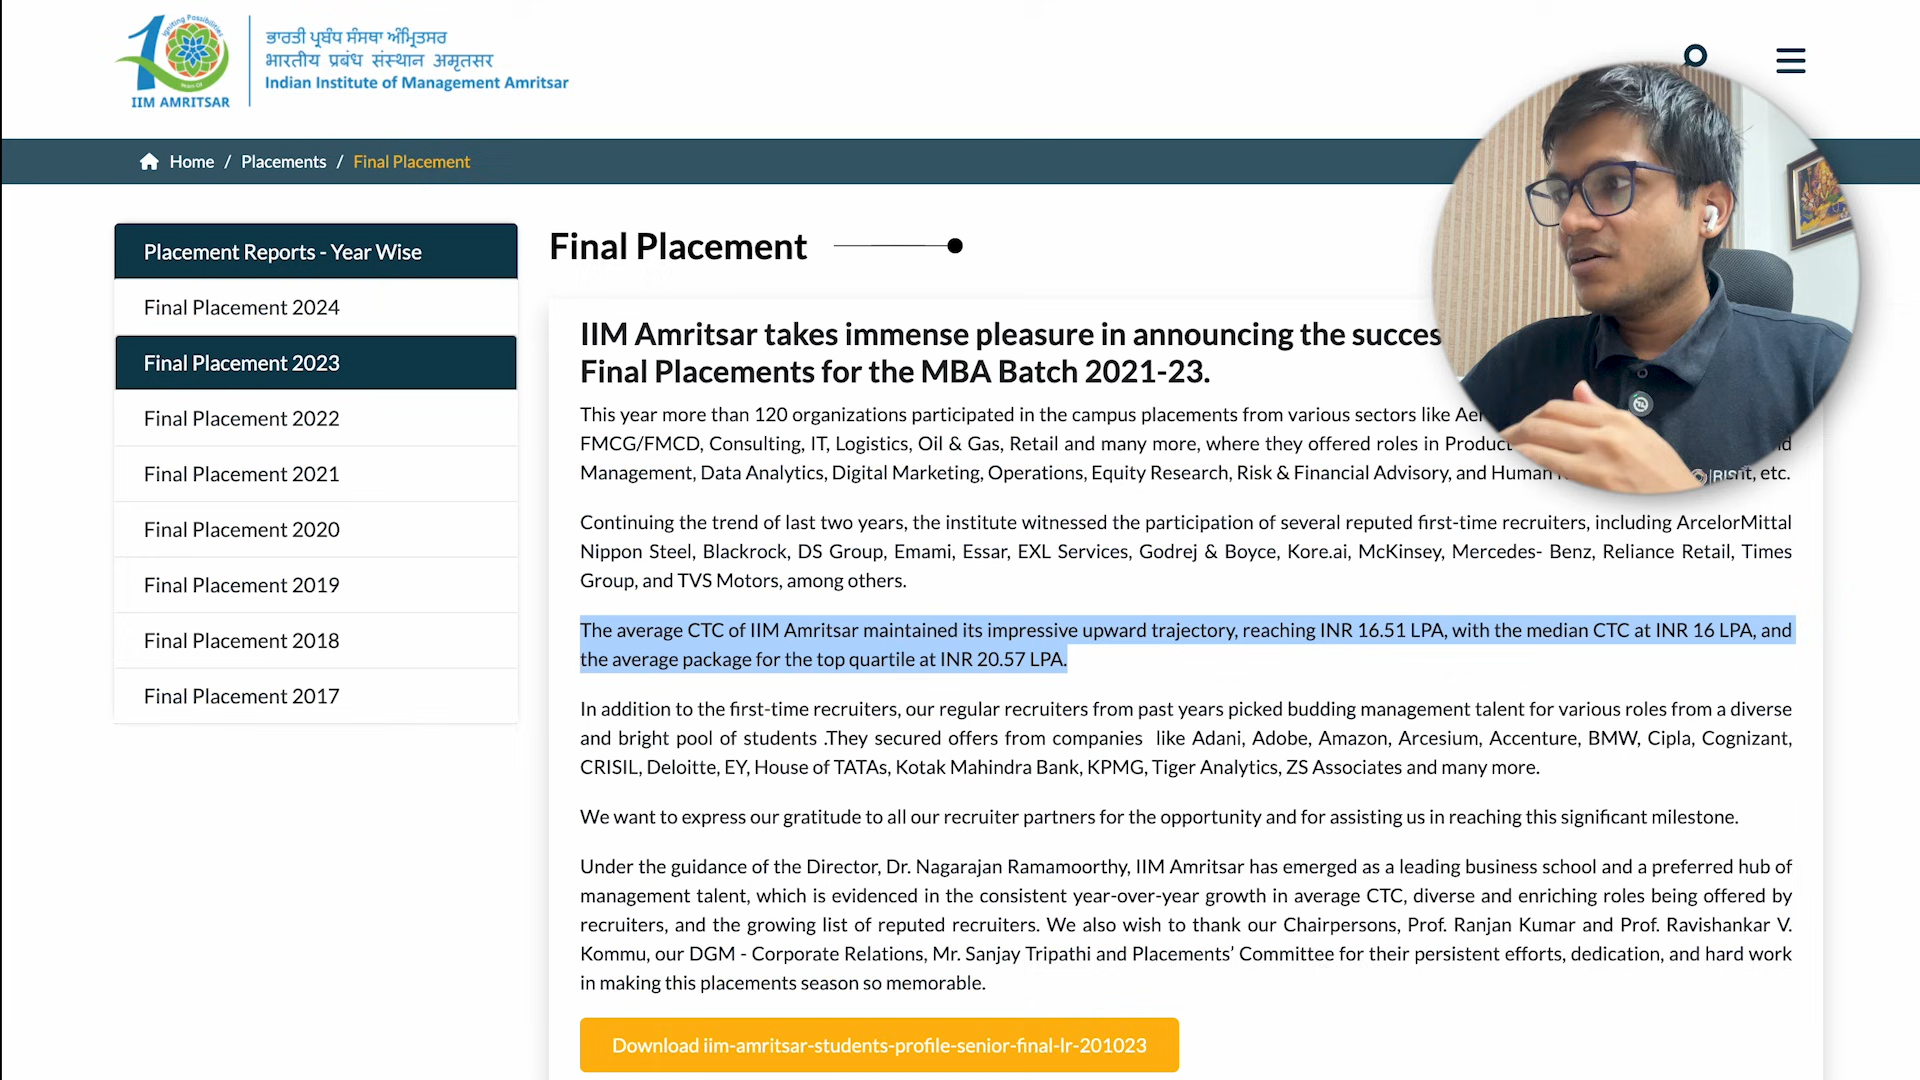 Igniting Possibilities
Years Of
IIM AMRITSAR
ਭਾਰਤੀ ਪ੍ਰਬੰਧ ਸੰਸਥਾ ਅੰਮ੍ਰਿਤਸਰ
भारतीय प्रबंध संस्थान अमृतसर
Indian Institute of Management Amritsar
Home / Placements / Final Placement
Placement Reports - Year Wise
Final Placement 2024
Final Placement 2023
Final Placement 2022
Final Placement 2021
Final Placement 2020
Final Placement 2019
Final Placement 2018
Final Placement 2017
Final Placement
IIM Amritsar takes immense pleasure in announcing the succes
Final Placements for the MBA Batch 2021-23.
This year more than 120 organizations participated in the campus placements from various sectors like
FMCG/FMCD, Consulting, IT, Logistics, Oil & Gas, Retail and many more, where they offered roles in Product
Management, Data Analytics, Digital Marketing, Operations, Equity Research, Risk & Financial Advisory, and Human etc.
Continuing the trend of last two years, the institute witnessed the participation of several reputed first-time recruiters, including ArcelorMittal
Nippon Steel, Blackrock, DS Group, Emami, Essar, EXL Services, Godrej & Boyce, Kore.ai, McKinsey, Mercedes- Benz, Reliance Retail, Times
Group, and TVS Motors, among others.
The average CTC of IIM Amritsar maintained its impressive upward trajectory, reaching INR 16.51 LPA, with the median CTC at INR 16 LPA, and
the average package for the top quartile at INR 20.57 LPA.
In addition to the first-time recruiters, our regular recruiters from past years picked budding management talent for various roles from a diverse
and bright pool of students .They secured offers from companies like Adani, Adobe, Amazon, Arcesium, Accenture, BMW, Cipla, Cognizant,
CRISIL, Deloitte, EY, House of TATAs, Kotak Mahindra Bank, KPMG, Tiger Analytics, ZS Associates and many more.
We want to express our gratitude to all our recruiter partners for the opportunity and for assisting us in reaching this significant milestone.
Under the guidance of the Director, Dr. Nagarajan Ramamoorthy, IIM Amritsar has emerged as a leading business school and a preferred hub of
management talent, which is evidenced in the consistent year-over-year growth in average CTC, diverse and enriching roles being offered by
recruiters, and the growing list of reputed recruiters. We also wish to thank our Chairpersons, Prof. Ranjan Kumar and Prof. Ravishankar V.
Kommu, our DGM - Corporate Relations, Mr. Sanjay Tripathi and Placements' Committee for their persistent efforts, dedication, and hard work
in making this placements season so memorable.
Download iim-amritsar-students-profile-senior-final-lr-201023